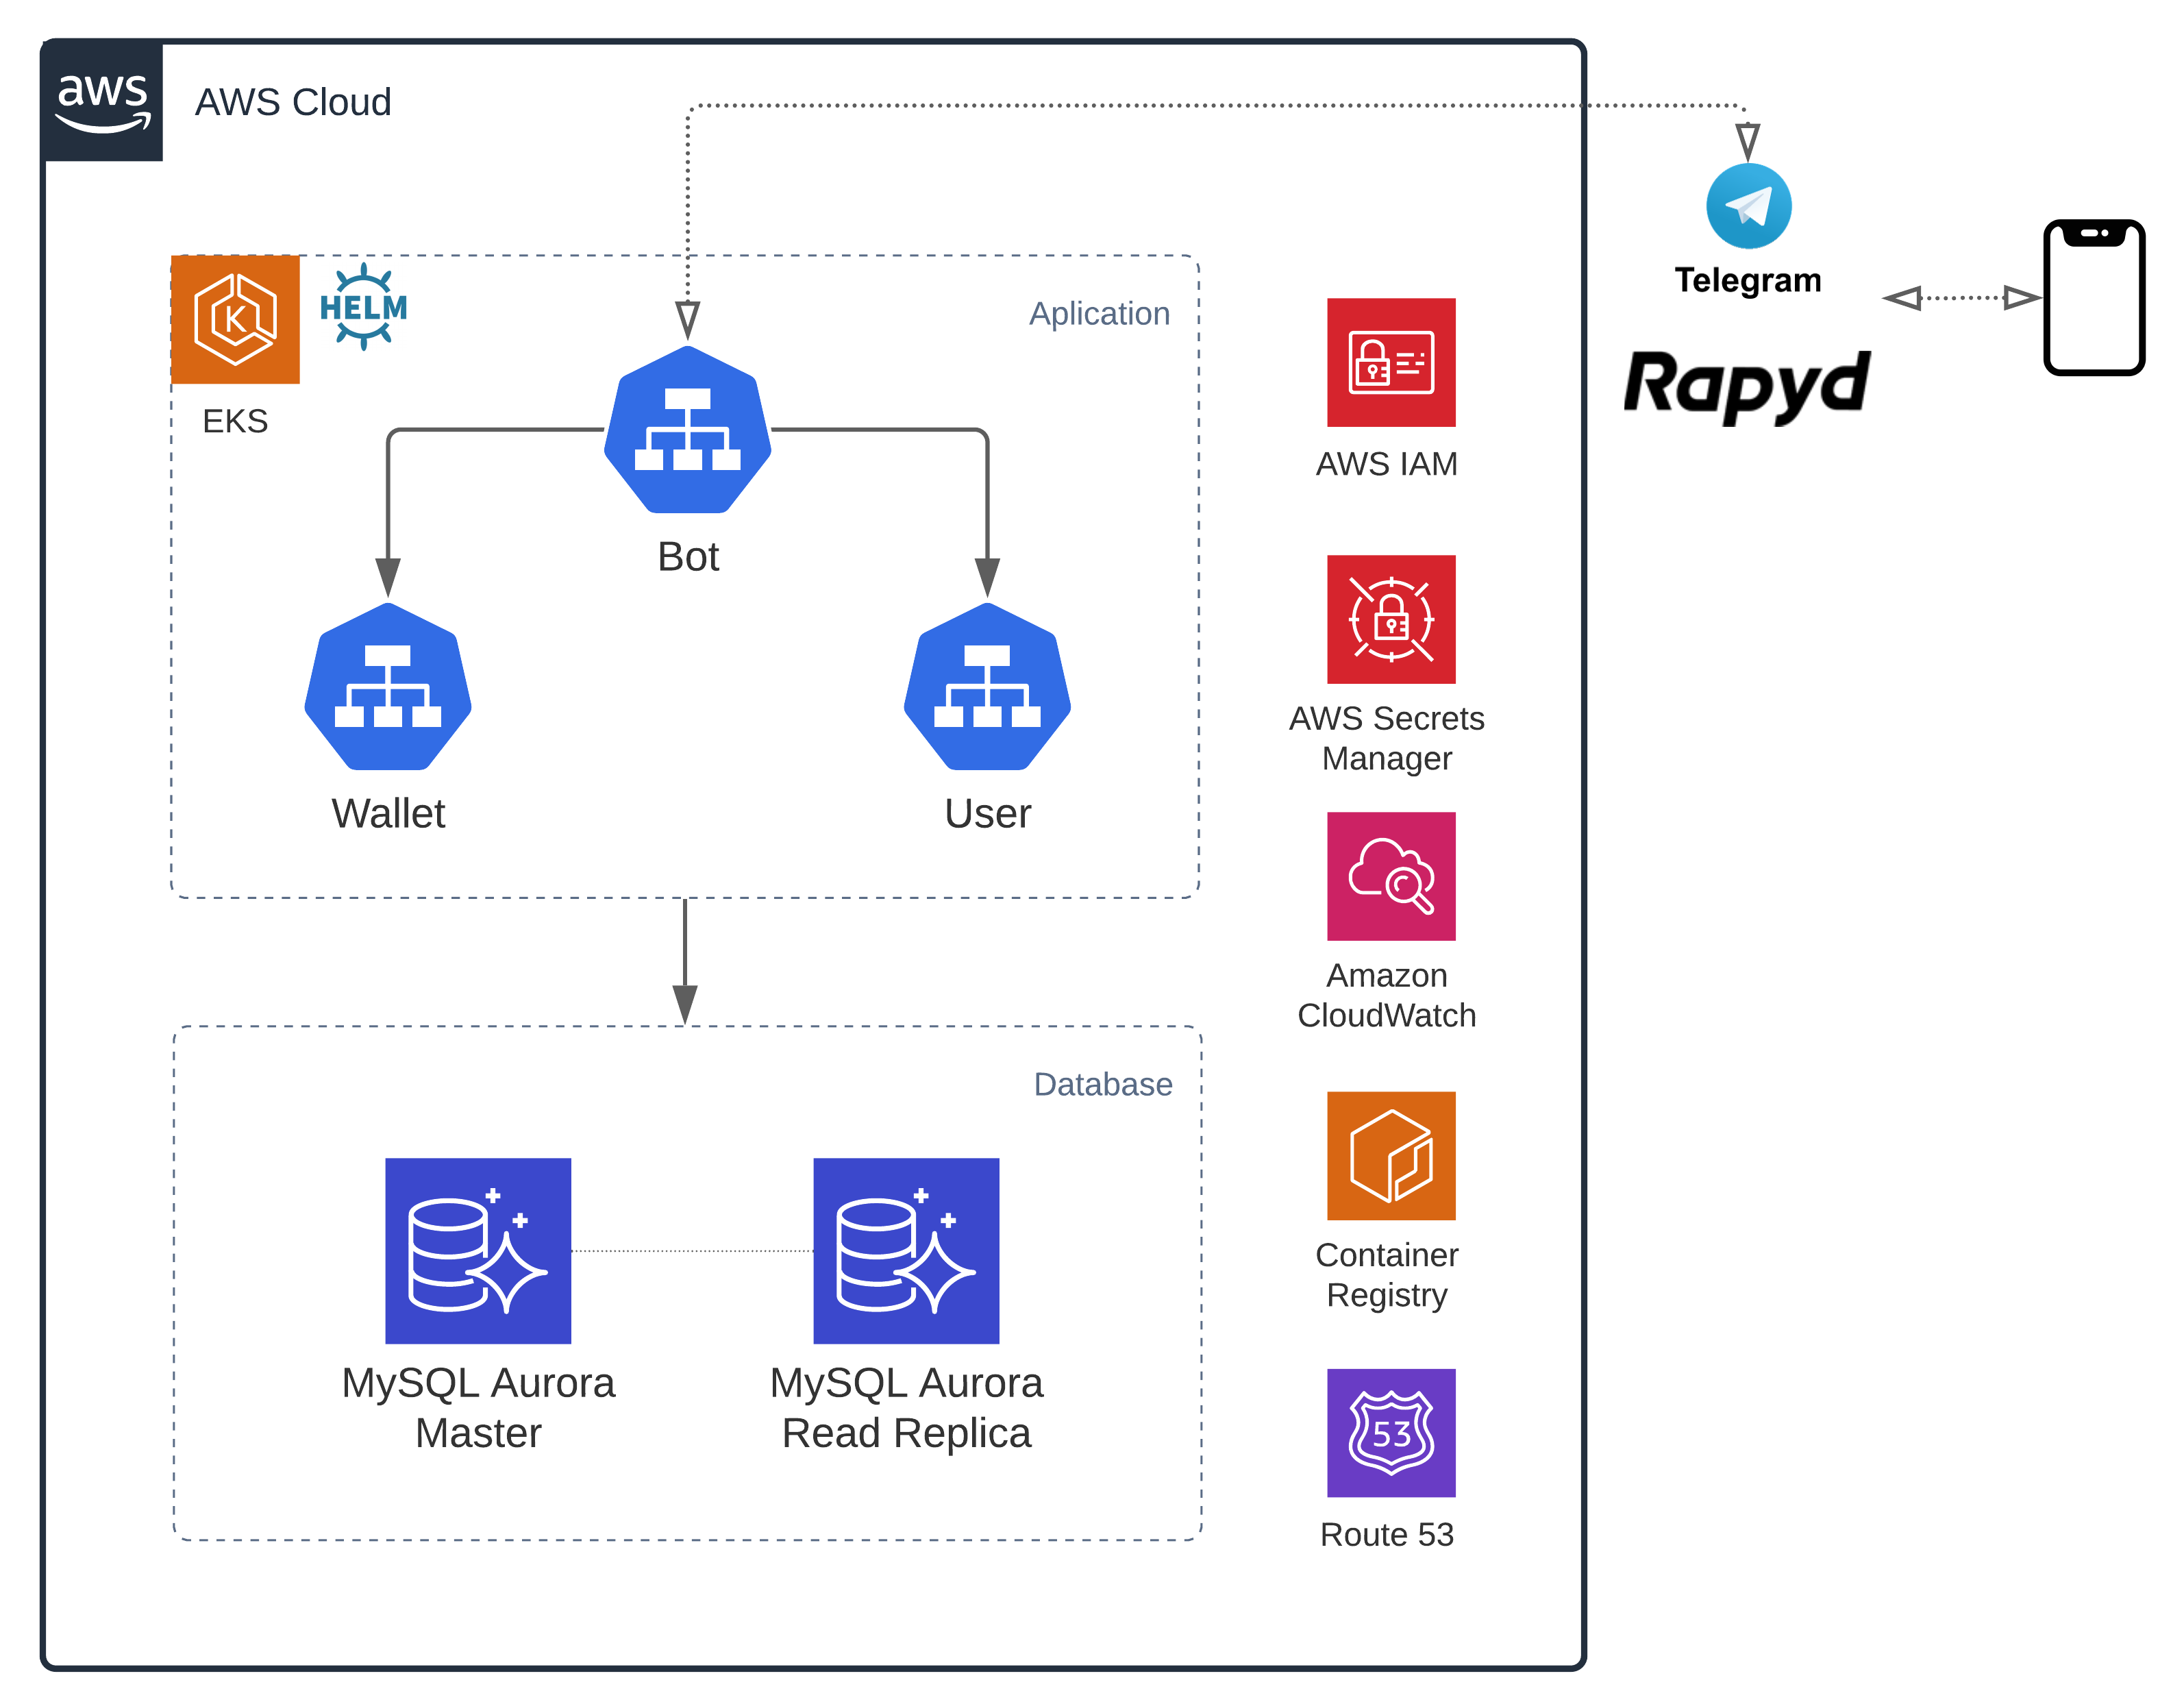 aws
AWS Cloud
HELM
EKS
Aplication
Bot
Wallet
User
Database
MySQL Aurora
Master
MySQL Aurora
Read Replica
AWS IAM
AWS Secrets
Manager
Amazon
CloudWatch
Container
Registry
53
Route 53
Telegram
Rapyd
K